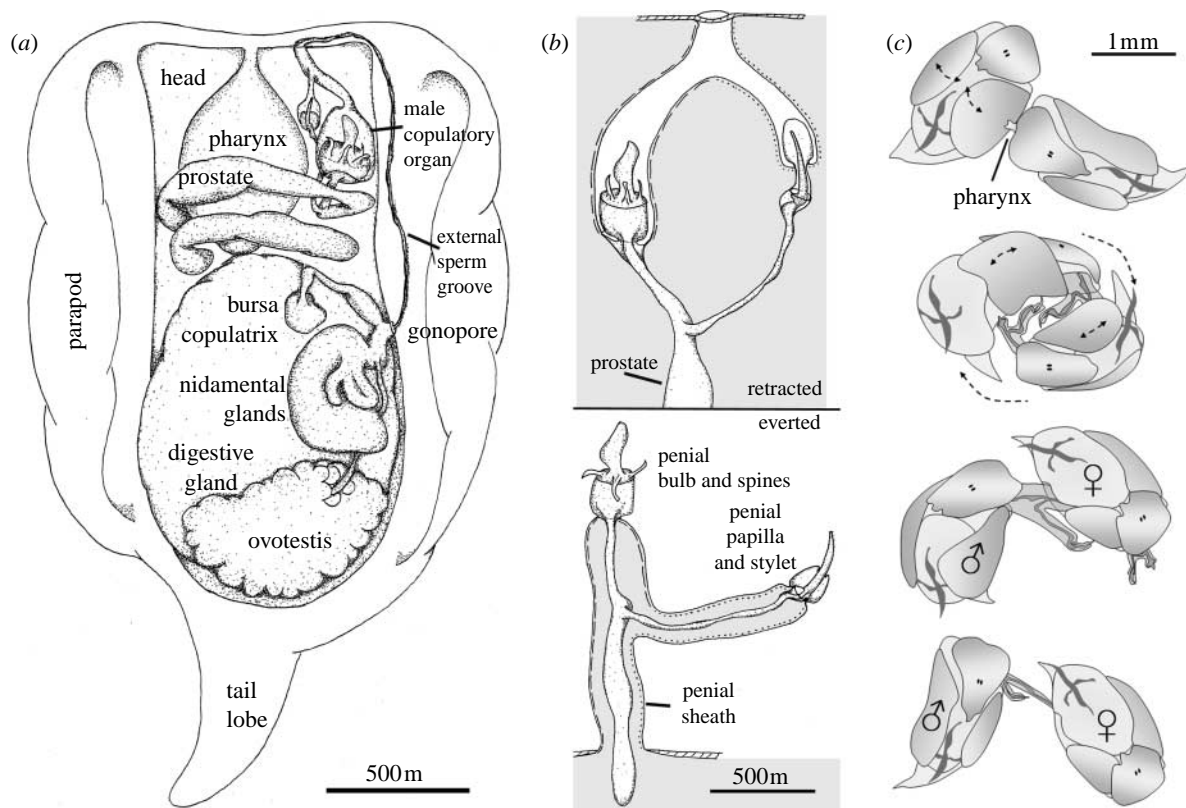 (a)
head
pharynx
prostate
male
copulatory
organ
external
sperm
groove
parapod
bursa
copulatrix
gonopore
nidamental
glands
digestive
gland
ovotestis
tail
lobe
500m
(b)
prostate
retracted
everted
penial
bulb and spines
penial
papilla
and stylet
penial
sheath
500m
(c)
1mm
pharynx
♀
♂
♂
♀